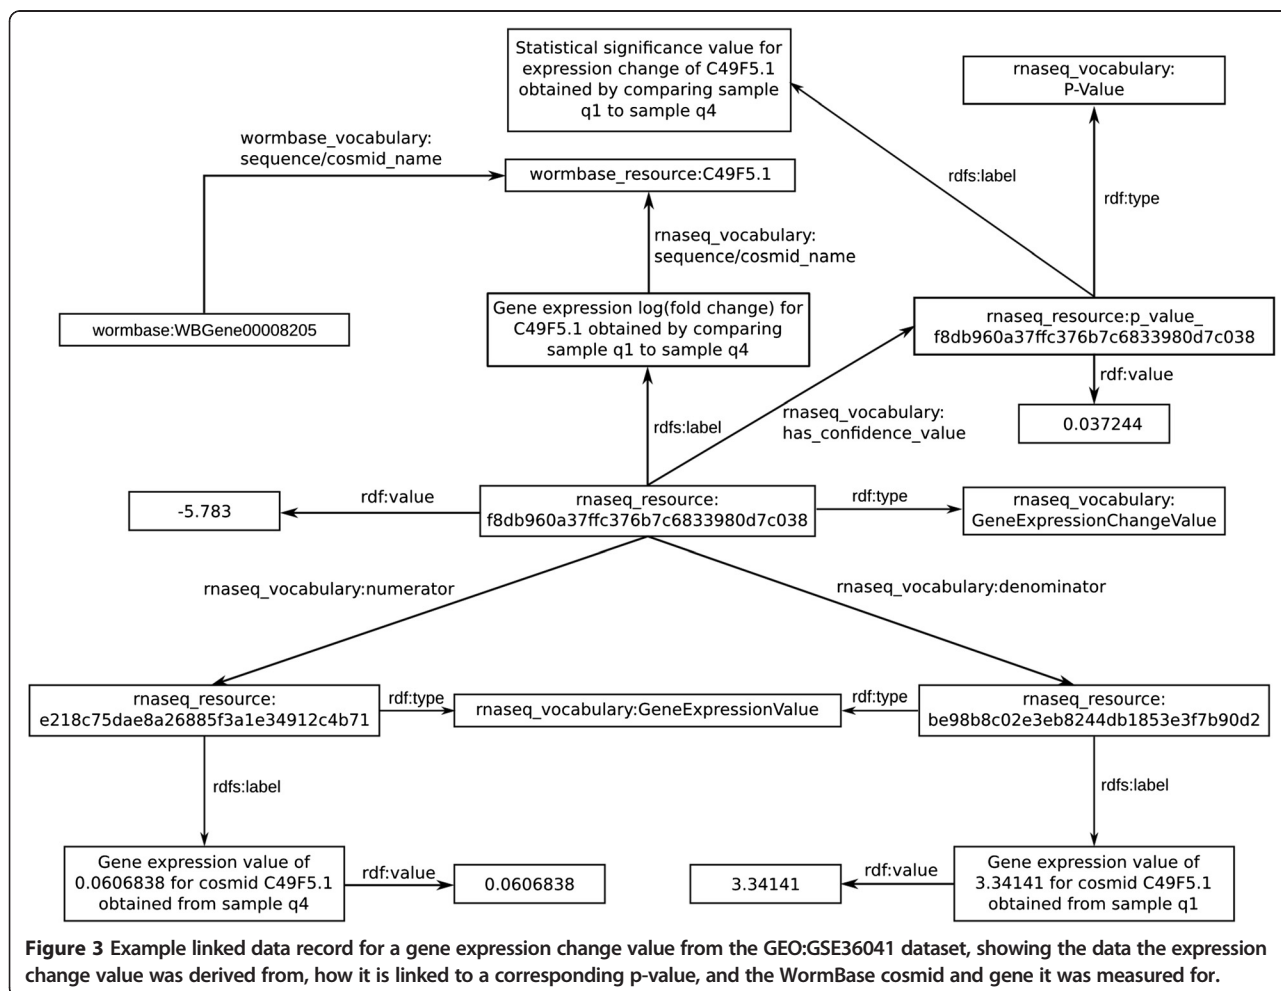 Statistical significance value for
expression change of C49F5.1
obtained by comparing sample
q1 to sample q4
rnaseq_vocabulary:
P-Value
wormbase_vocabulary:
sequence/cosmid_name
wormbase_resource:C49F5.1
rdfs:label
rdf:type
rnaseq_vocabulary:
sequence/cosmid_name
wormbase:WBGene00008205
Gene expression log(fold change) for
C49F5.1 obtained by comparing
sample q1 to sample q4
rnaseq_resource:p_value_
f8db960a37ffc376b7c6833980d7c038
rdf:value
0.037244
rnaseq_vocabulary:
has_confidence_value
rdfs:label
-5.783
rdf:value
rnaseq_resource:
f8db960a37ffc376b7c6833980d7c038
rdf:type
rnaseq_vocabulary:
GeneExpressionChangeValue
rnaseq_vocabulary:numerator
rnaseq_vocabulary:denominator
rnaseq_resource:
e218c75dae8a26885f3a1e34912c4b71
rdf:type
rnaseq_vocabulary:GeneExpressionValue
rdf:type
rnaseq_resource:
be98b8c02e3eb8244db1853e3f7b90d2
rdfs:label
rdfs:label
Gene expression value of
0.0606838 for cosmid C49F5.1
obtained from sample q4
rdf:value
0.0606838
3.34141
rdf:value
Gene expression value of
3.34141 for cosmid C49F5.1
obtained from sample q1
Figure 3 Example linked data record for a gene expression change value from the GEO:GSE36041 dataset, showing the data the expression
change value was derived from, how it is linked to a corresponding p-value, and the WormBase cosmid and gene it was measured for.